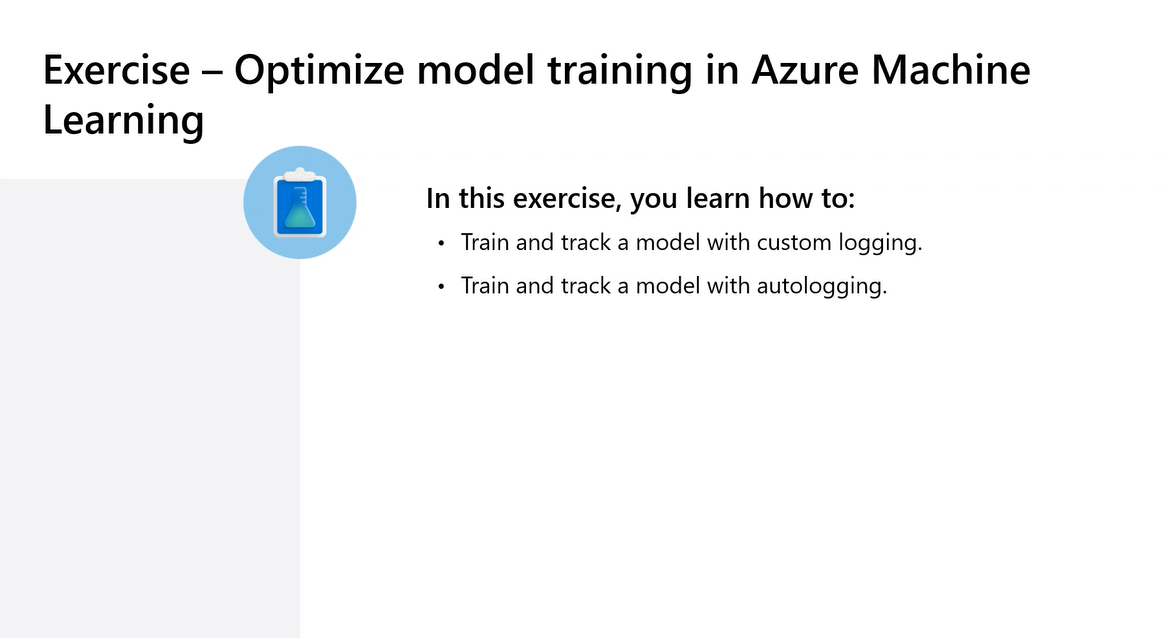 Exercise – Optimize model training in Azure Machine
Learning
In this exercise, you learn how to:
• Train and track a model with custom logging.
• Train and track a model with autologging.